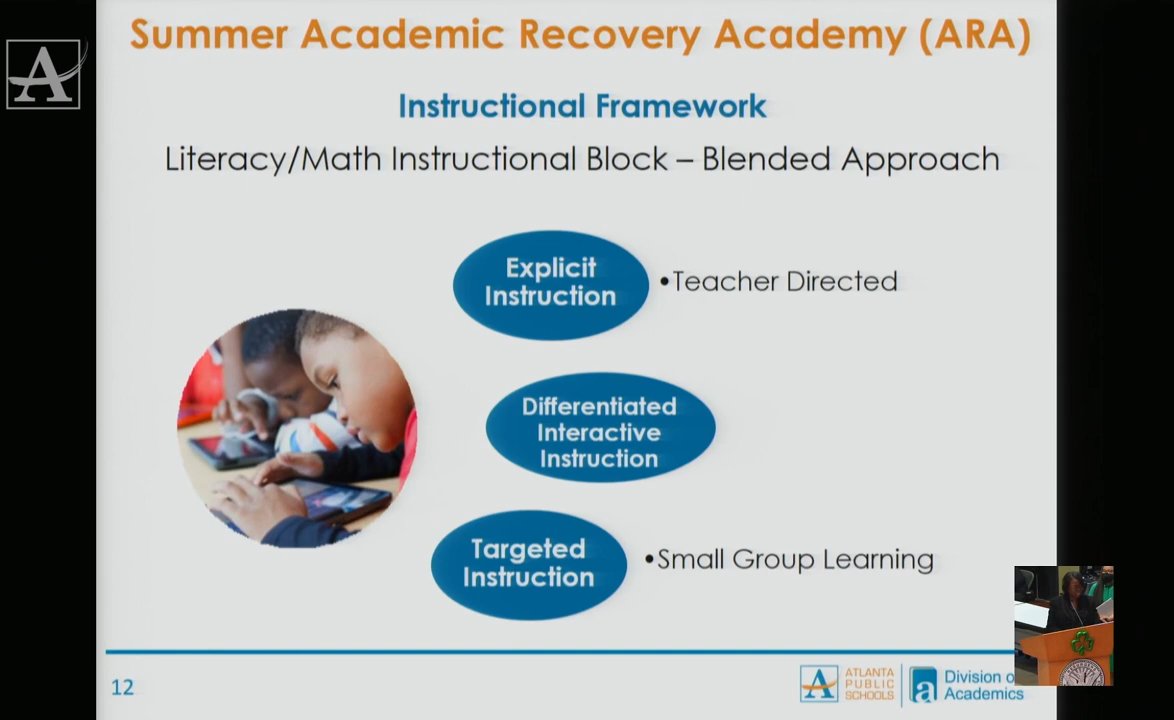 Summer Academic Recovery Academy (ARA)
Instructional Framework
Literacy/Math Instructional Block – Blended Approach
Explicit
Instruction
•Teacher Directed
Differentiated
Interactive
Instruction
Targeted
Instruction
•Small Group Learning
12
ATLANTA
PUBLIC
SCHOOLS
Division o
Academics